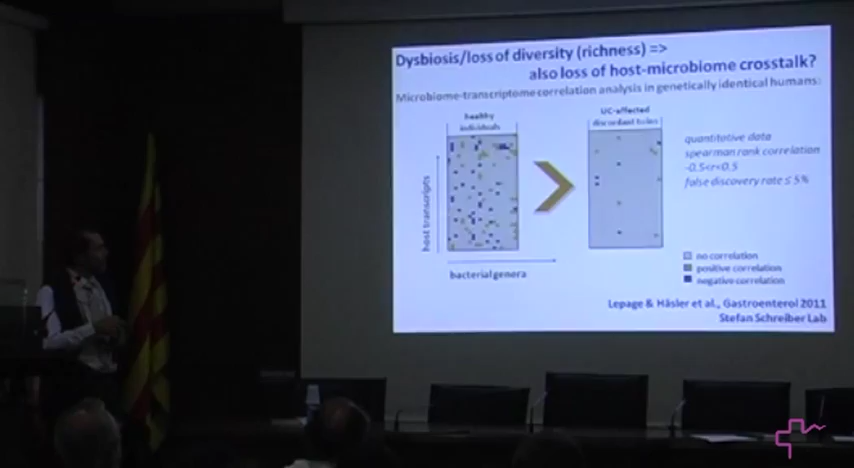 Dysbiosis/loss of diversity (richness) =>
also loss of host-microbiome crosstalk?
Microbiome-transcriptome correlation analysis in genetically identical humans:
healthy
individuals
UC-affected
discordant twins
quantitative data
spearman rank correlation
-0.5<r<0.5
false discovery rate ≤ 5%
host transcripts
bacterial genera
no correlation
positive correlation
negative correlation
Lepage & Häsler et al., Gastroenterol 2011
Stefan Schreiber Lab